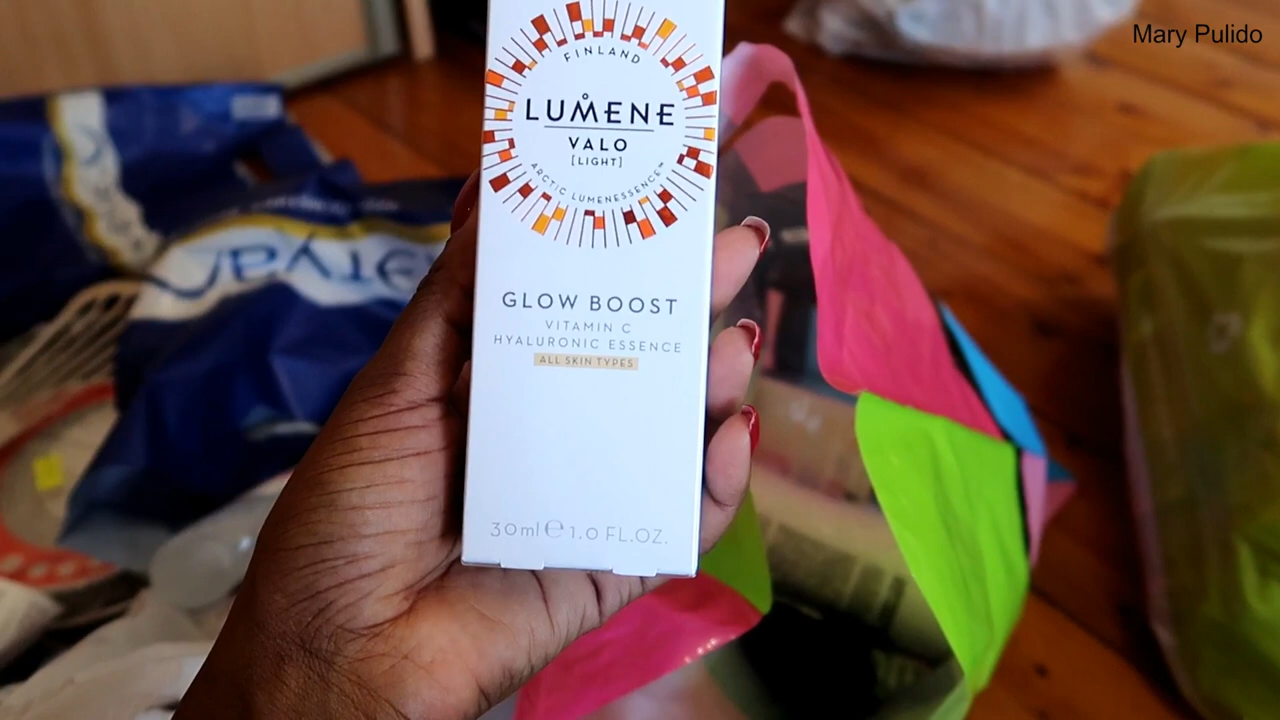 Mary Pulido
FINLAND
LUMENE
VALO
[LIGHT]
ARCTIC LUMENESSENCE™
GLOW BOOST
VITAMIN C
HYALURONIC ESSENCE
ALL SKIN TYPES
30ml℮1.0 FL.OZ.